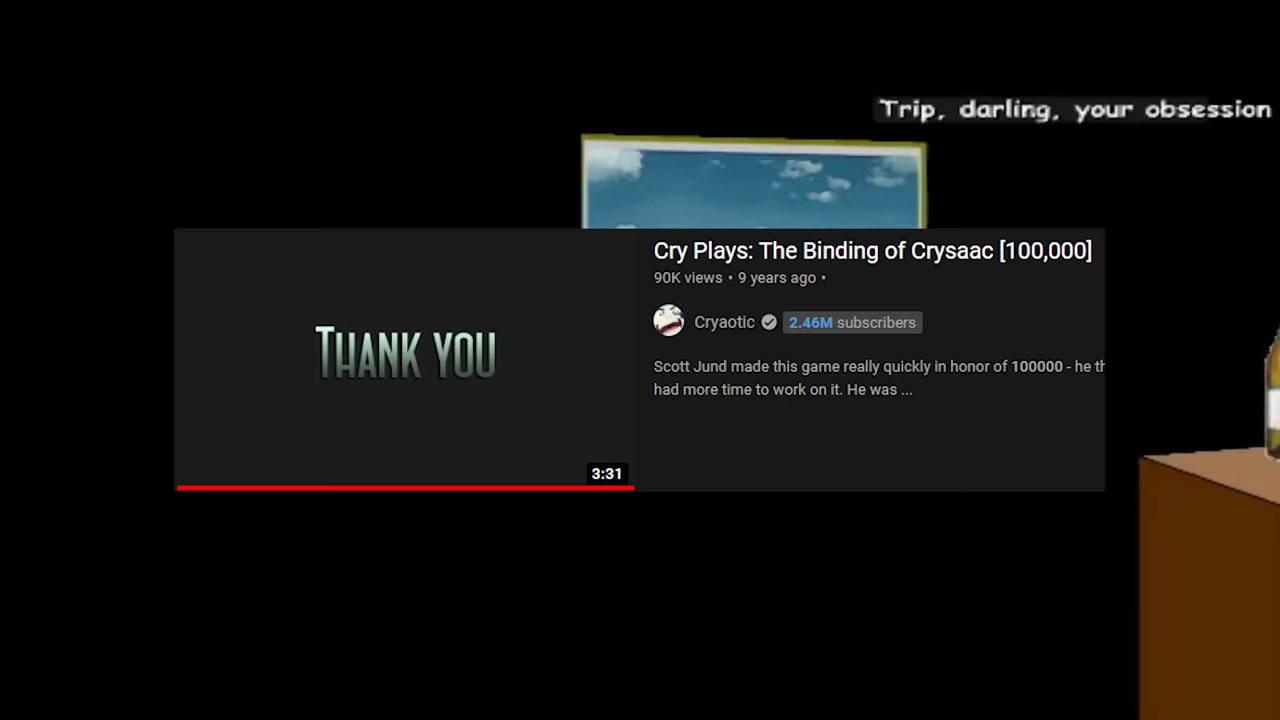 Trip, darling, your obsession
THANK YOU
3:31
Cry Plays: The Binding of Crysaac [100,000]
90K views • 9 years ago •
Cryaotic 2.46M subscribers
Scott Jund made this game really quickly in honor of 100000 - he th
had more time to work on it. He was ...